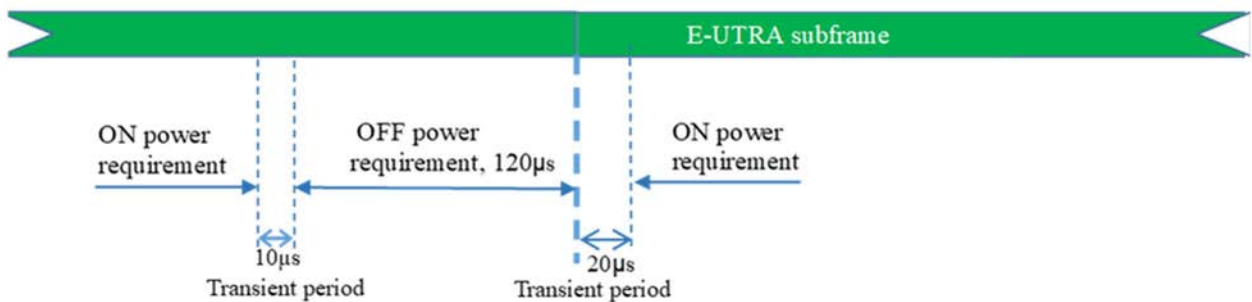 E-UTRA subframe
ON power
requirement
OFF power
requirement, 120μs
ON power
requirement
10μs
Transient period
20μs
Transient period